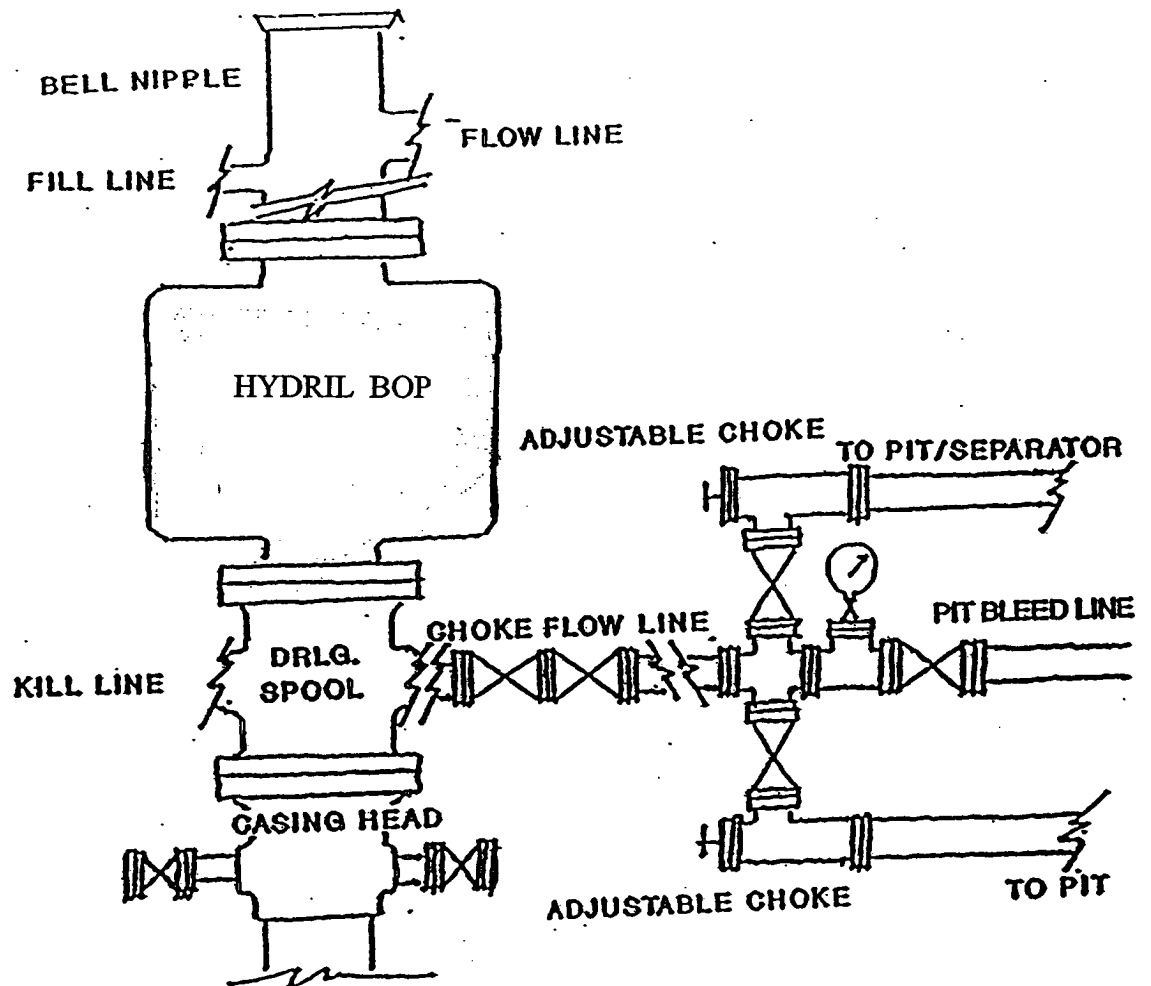 BELL NIPPLE
FLOW LINE
FILL LINE
HYDRIL BOP
ADJUSTABLE CHOKE
TO PIT/SEPARATOR
CHOKE FLOW LINE
PIT BLEED LINE
KILL LINE
DRLG.
SPOOL
CASING HEAD
ADJUSTABLE CHOKE
TO PIT